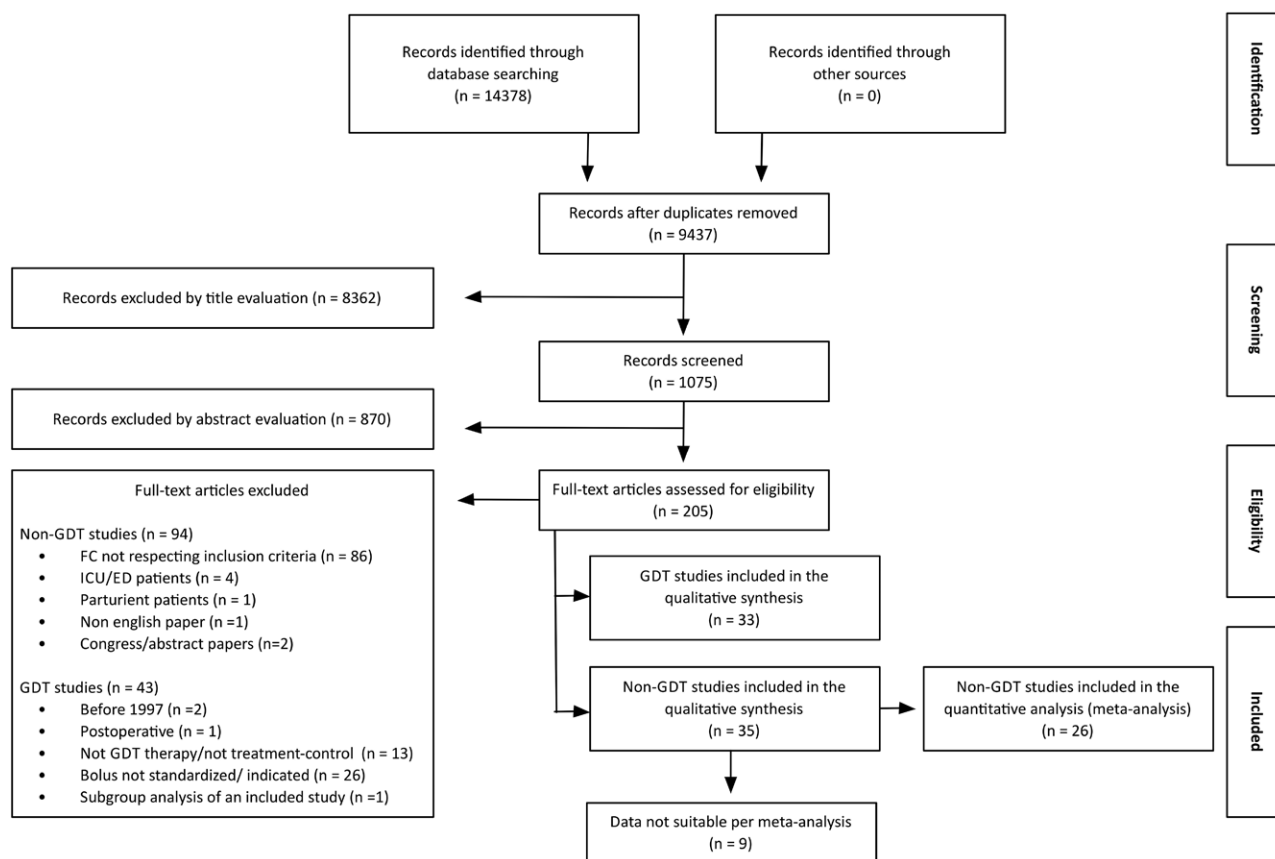 Records identified through
database searching
(n = 14378)
Records identified through
other sources
(n = 0)
Identification
Records after duplicates removed
(n = 9437)
Records excluded by title evaluation (n = 8362)
Screening
Records screened
(n = 1075)
Records excluded by abstract evaluation (n = 870)
Full-text articles assessed for eligibility
(n = 205)
Eligibility
Full-text articles excluded
Non-GDT studies (n = 94)
• FC not respecting inclusion criteria (n = 86)
• ICU/ED patients (n = 4)
• Parturient patients (n = 1)
• Non english paper (n =1)
• Congress/abstract papers (n=2)
GDT studies (n = 43)
• Before 1997 (n =2)
• Postoperative (n = 1)
• Not GDT therapy/not treatment-control (n = 13)
• Bolus not standardized/ indicated (n = 26)
• Subgroup analysis of an included study (n =1)
GDT studies included in the
qualitative synthesis
(n = 33)
Non-GDT studies included in the
qualitative synthesis
(n = 35)
Non-GDT studies included in the
quantitative analysis (meta-analysis)
(n = 26)
Included
Data not suitable per meta-analysis
(n = 9)